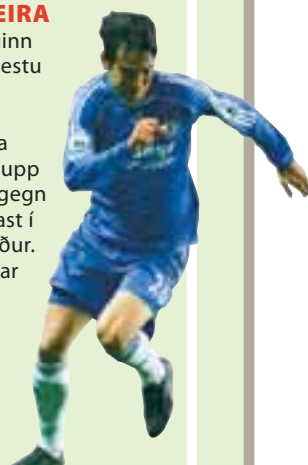 EIRA
inn
estu
a
upp
gegn
ast í
ður.
ar